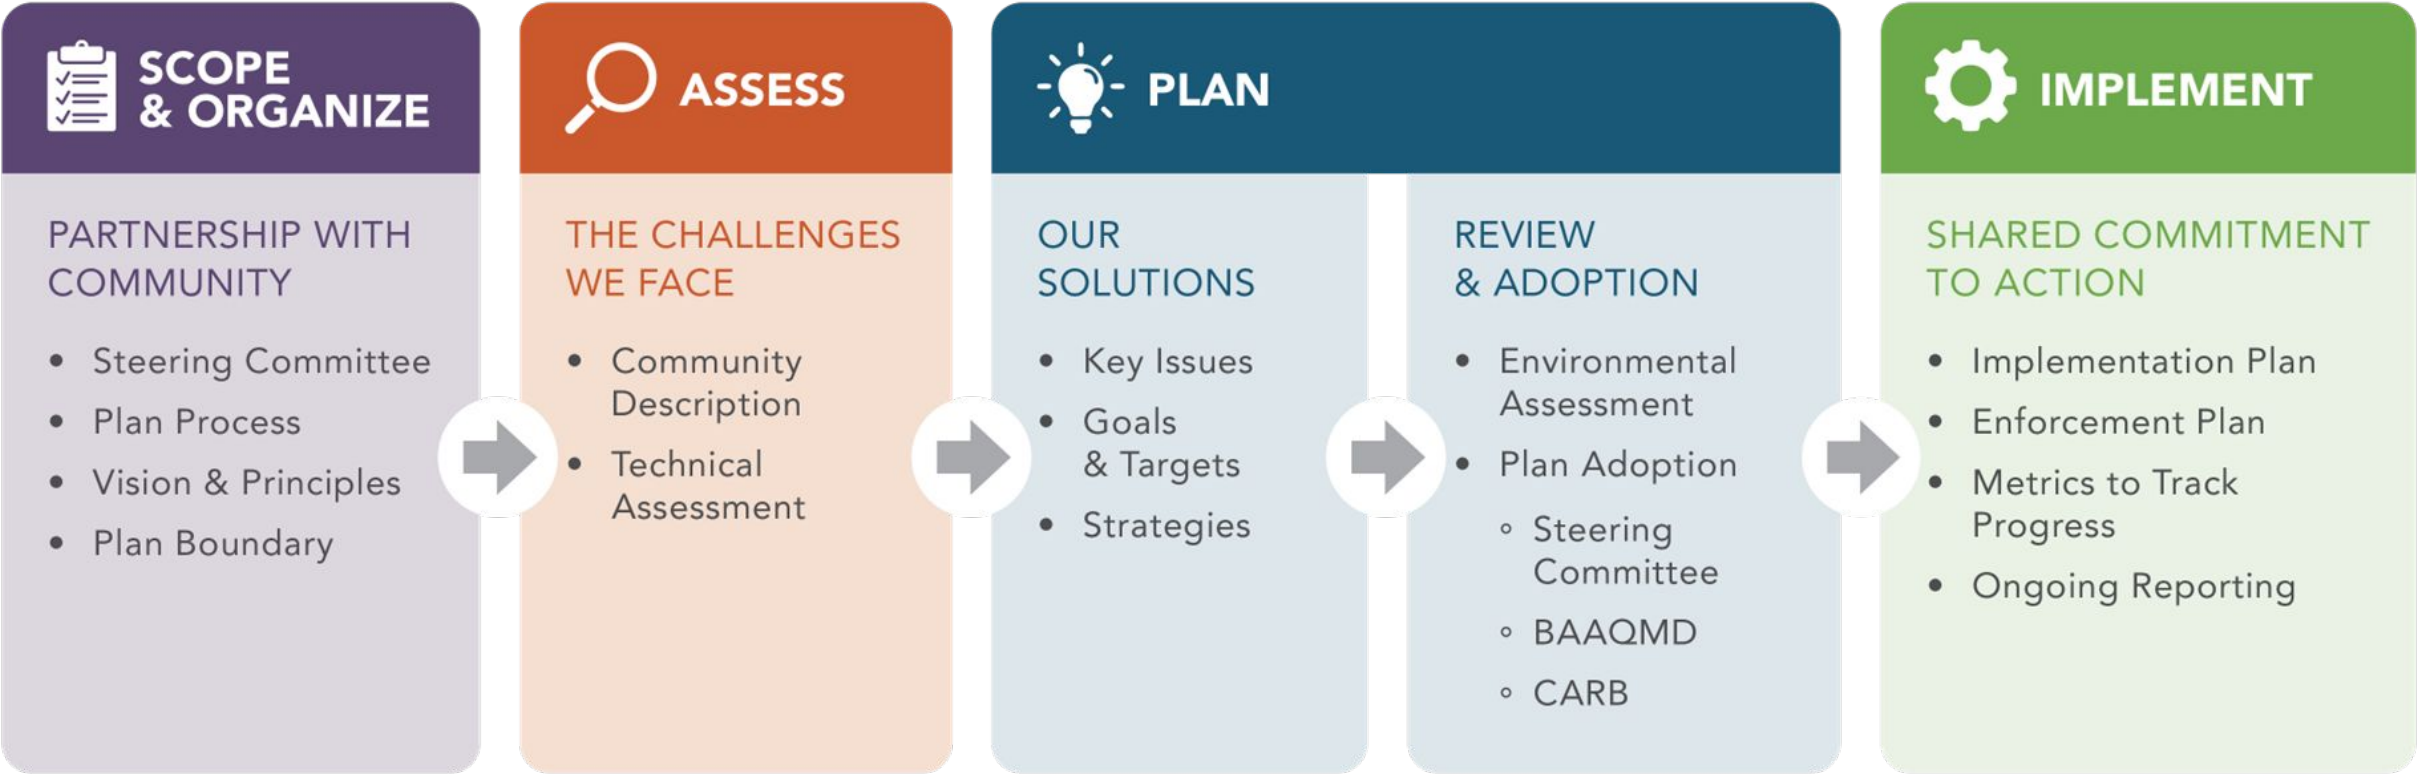 SCOPE
& ORGANIZE
PARTNERSHIP WITH
COMMUNITY
• Steering Committee
• Plan Process
• Vision & Principles
• Plan Boundary
ASSESS
THE CHALLENGES
WE FACE
• Community
Description
• Technical
Assessment
PLAN
OUR
SOLUTIONS
• Key Issues
• Goals
& Targets
• Strategies
REVIEW
& ADOPTION
• Environmental
Assessment
• Plan Adoption
◦ Steering
Committee
◦ BAAQMD
◦ CARB
IMPLEMENT
SHARED COMMITMENT
TO ACTION
• Implementation Plan
• Enforcement Plan
• Metrics to Track
Progress
• Ongoing Reporting